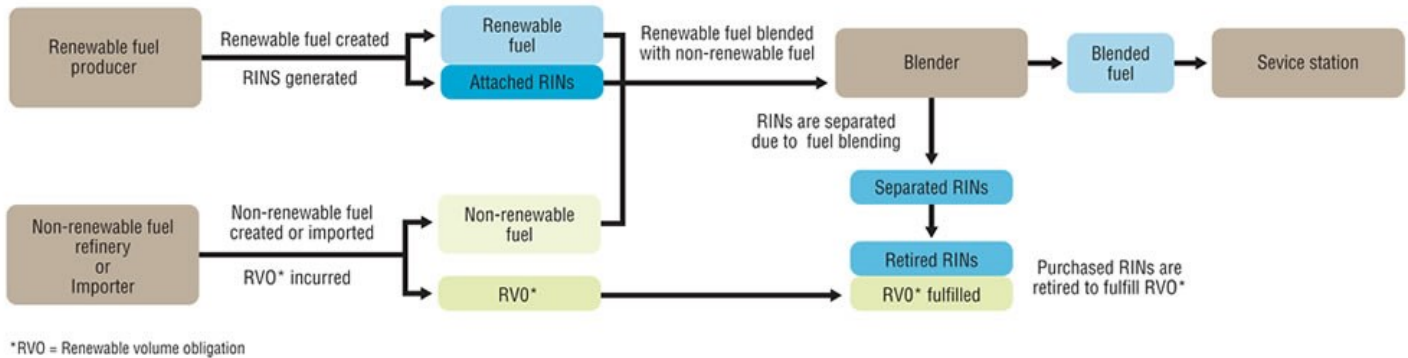 Renewable fuel
producer
Renewable fuel created
RINS generated
Renewable
fuel
Attached RINs
Renewable fuel blended
with non-renewable fuel
Blender
Blended
fuel
Sevice station
RINs are separated
due to fuel blending
Separated RINs
Non-renewable fuel
refinery
or
Importer
Non-renewable fuel
created or imported
RVO* incurred
Non-renewable
fuel
RVO*
Retired RINs
RVO* fulfilled
Purchased RINs are
retired to fulfill RVO*
*RVO = Renewable volume obligation